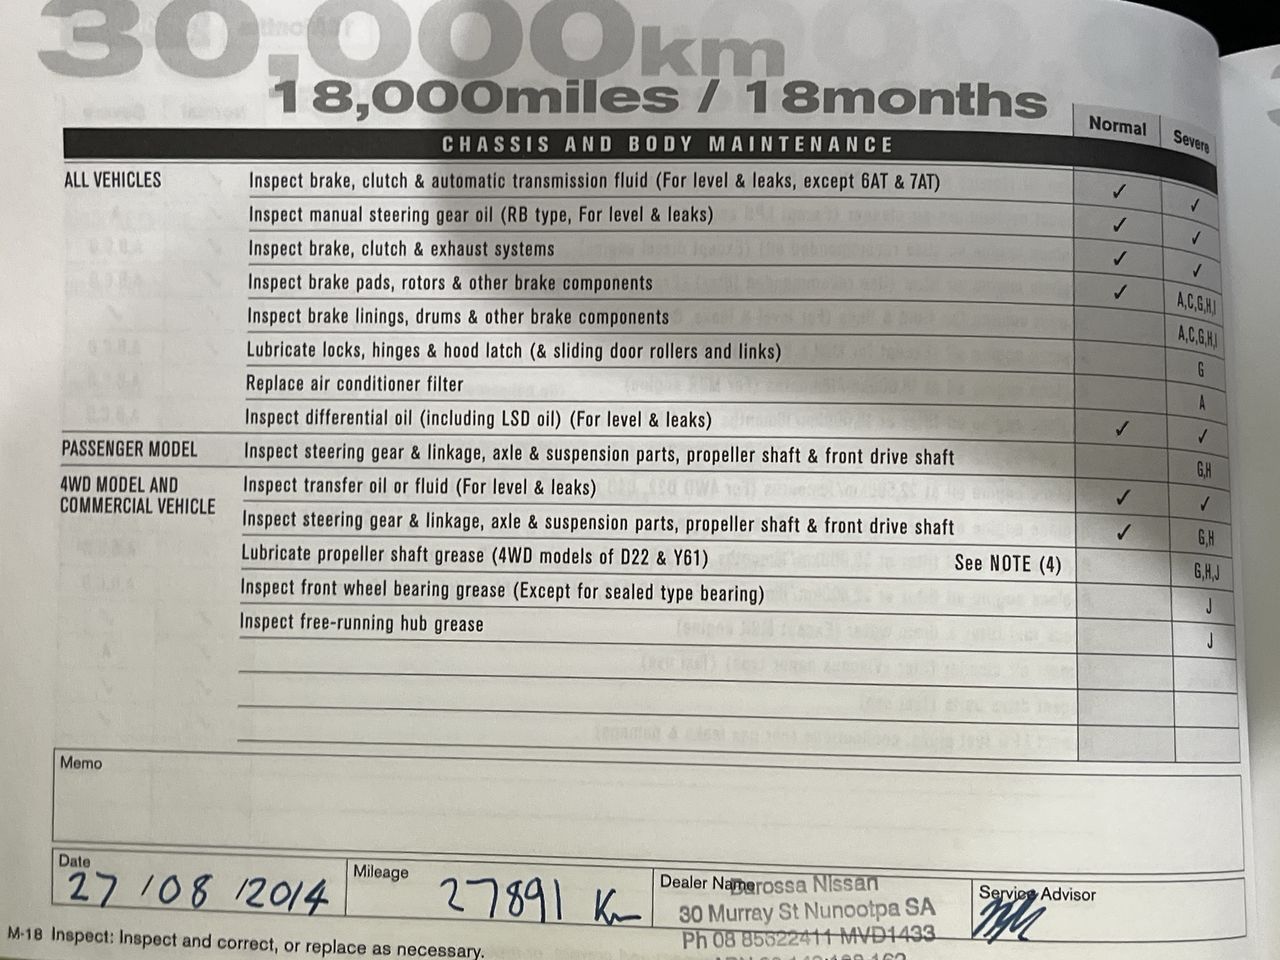 30,000km
18,000miles / 18months
Normal Severe
CHASSIS AND BODY MAINTENANCE
ALL VEHICLES Inspect brake, clutch & automatic transmission fluid (For level & leaks, except 6AT & 7AT) ✓ ✓
Inspect manual steering gear oil (RB type, For level & leaks) ✓ ✓
Inspect brake, clutch & exhaust systems ✓ ✓
Inspect brake pads, rotors & other brake components ✓ A,C,G,H,I
Inspect brake linings, drums & other brake components A,C,G,H,I
Lubricate locks, hinges & hood latch (& sliding door rollers and links) G
Replace air conditioner filter A
Inspect differential oil (including LSD oil) (For level & leaks) ✓ ✓
PASSENGER MODEL Inspect steering gear & linkage, axle & suspension parts, propeller shaft & front drive shaft G,H
4WD MODEL AND Inspect transfer oil or fluid (For level & leaks) ✓ ✓
COMMERCIAL VEHICLE Inspect steering gear & linkage, axle & suspension parts, propeller shaft & front drive shaft ✓ G,H
Lubricate propeller shaft grease (4WD models of D22 & Y61) See NOTE (4) G,H,J
Inspect front wheel bearing grease (Except for sealed type bearing) J
Inspect free-running hub grease J
Memo
Date Mileage Dealer Name Barossa Nissan Service Advisor
27 / 08 / 2014 27891 Km 30 Murray St Nunootpa SA
Ph 08 85622411 MVD1433
M-18 Inspect: Inspect and correct, or replace as necessary.